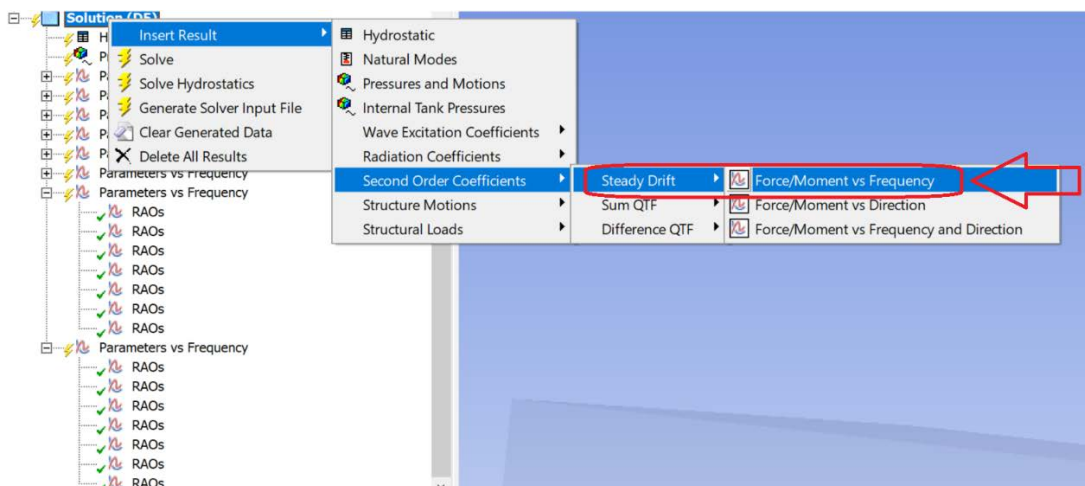 Solution (D5)
Insert Result
Solve
Solve Hydrostatics
Generate Solver Input File
Clear Generated Data
Delete All Results
Hydrostatic
Natural Modes
Pressures and Motions
Internal Tank Pressures
Wave Excitation Coefficients
Radiation Coefficients
Second Order Coefficients
Structure Motions
Structural Loads
Steady Drift
Sum QTF
Difference QTF
Force/Moment vs Frequency
Force/Moment vs Direction
Force/Moment vs Frequency and Direction
Parameters vs Frequency
Parameters vs Frequency
RAOs
RAOs
RAOs
RAOs
RAOs
RAOs
RAOs
Parameters vs Frequency
RAOs
RAOs
RAOs
RAOs
RAOs
RAOs
RAOs